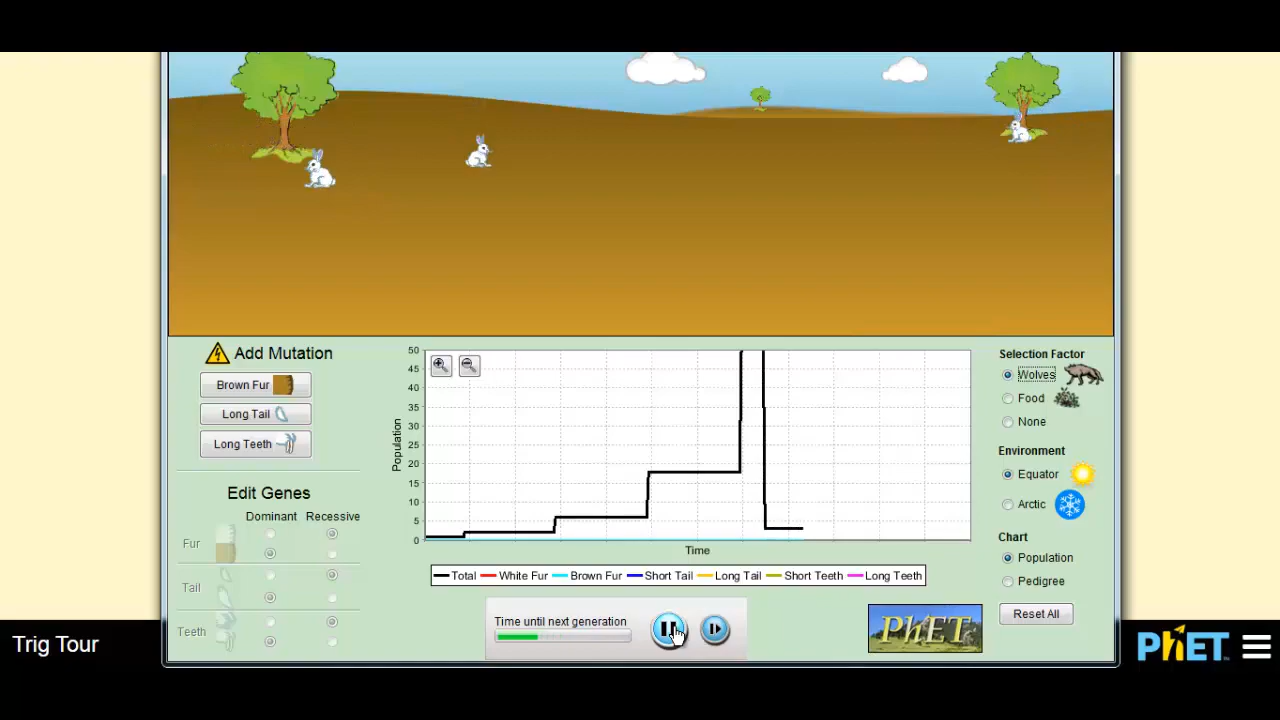 Add Mutation
Brown Fur
Long Tail
Long Teeth
Edit Genes
Dominant Recessive
Fur
Tail
Teeth
Population
50
45
40
35
30
25
20
15
10
5
0
Time
Total White Fur Brown Fur Short Tail Long Tail Short Teeth Long Teeth
Time until next generation
PhET
Selection Factor
Wolves
Food
None
Environment
Equator
Arctic
Chart
Population
Pedigree
Reset All
Trig Tour
PhET